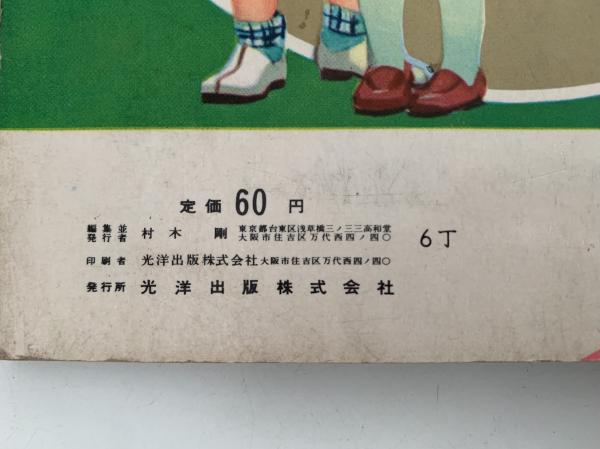 定価 60 円
編集並発行者 村木 剛 東京都台東区浅草橋三ノ三三高和堂
大阪市住吉区万代西四ノ四〇
6丁
印刷者 光洋出版株式会社 大阪市住吉区万代西四ノ四〇
発行所 光洋出版株式会社